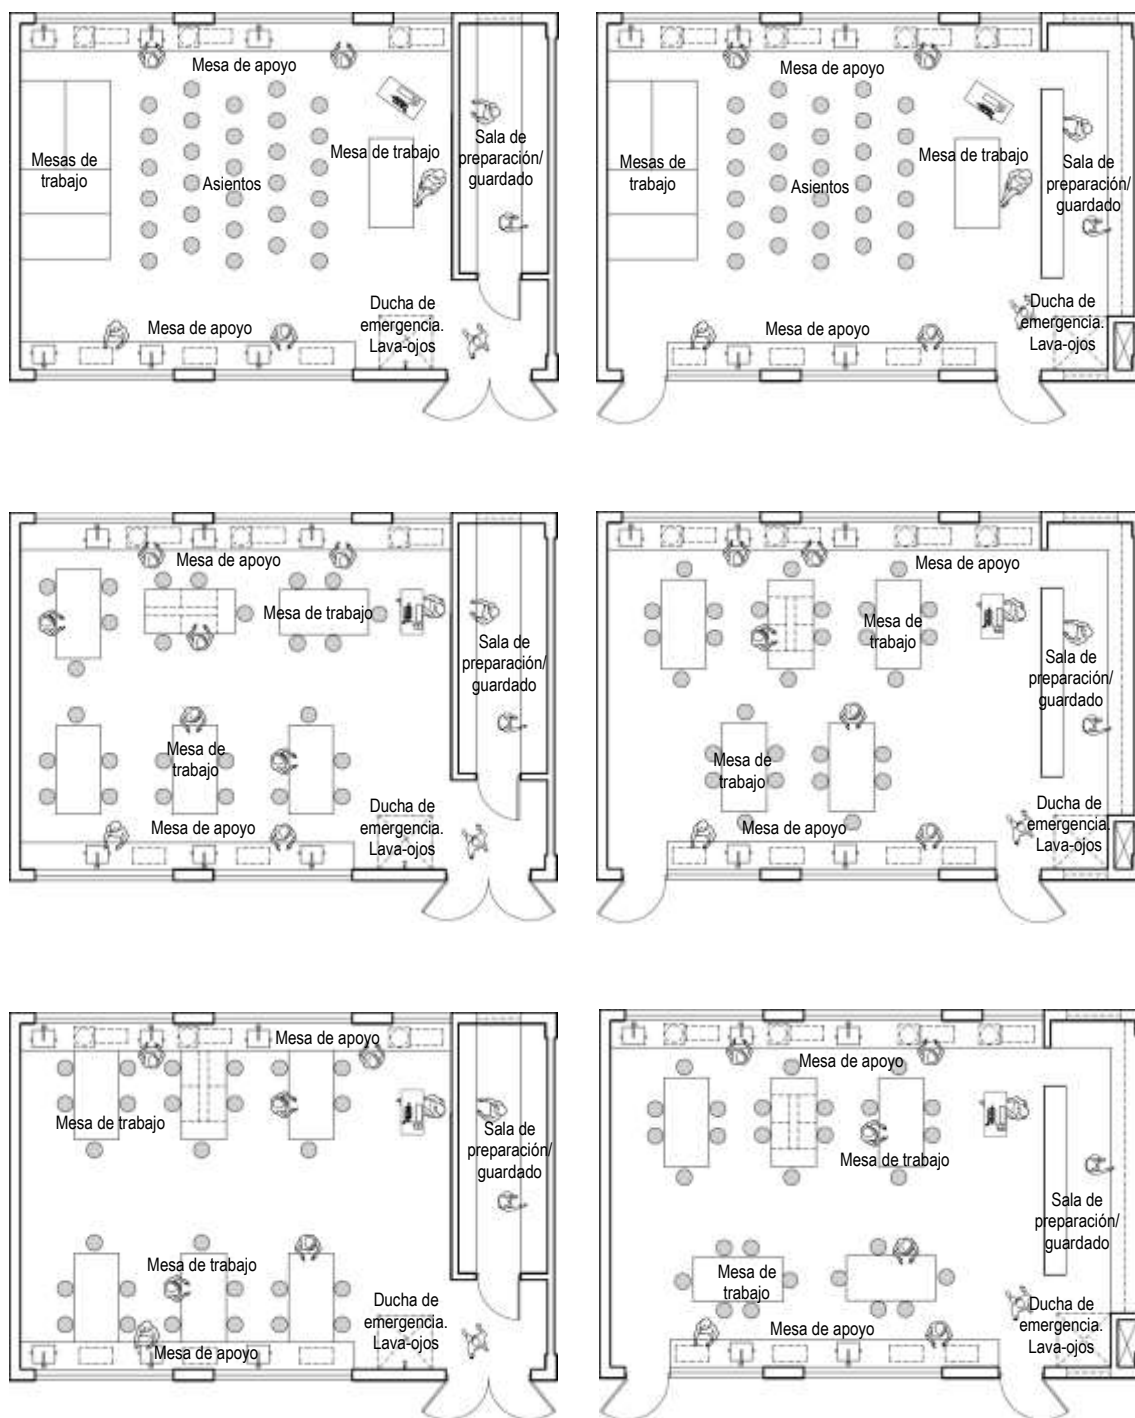 Mesa de apoyo
Mesas de
trabajo
Asientos
Mesa de trabajo
Sala de
preparación/
guardado
Mesa de apoyo
Ducha de
emergencia.
Lava-ojos
Mesa de apoyo
Mesas de
trabajo
Asientos
Mesa de trabajo
Sala de
preparación/
guardado
Mesa de apoyo
Ducha de
emergencia.
Lava-ojos
Mesa de apoyo
Mesa de trabajo
Sala de
preparación/
guardado
Mesa de
trabajo
Mesa de apoyo
Ducha de
emergencia.
Lava-ojos
Mesa de apoyo
Mesa de
trabajo
Sala de
preparación/
guardado
Mesa de
trabajo
Mesa de apoyo
Ducha de
emergencia.
Lava-ojos
Mesa de apoyo
Mesa de trabajo
Sala de
preparación/
guardado
Mesa de trabajo
Mesa de apoyo
Ducha de
emergencia.
Lava-ojos
Mesa de apoyo
Mesa de trabajo
Sala de
preparación/
guardado
Mesa de
trabajo
Mesa de apoyo
Ducha de
emergencia.
Lava-ojos